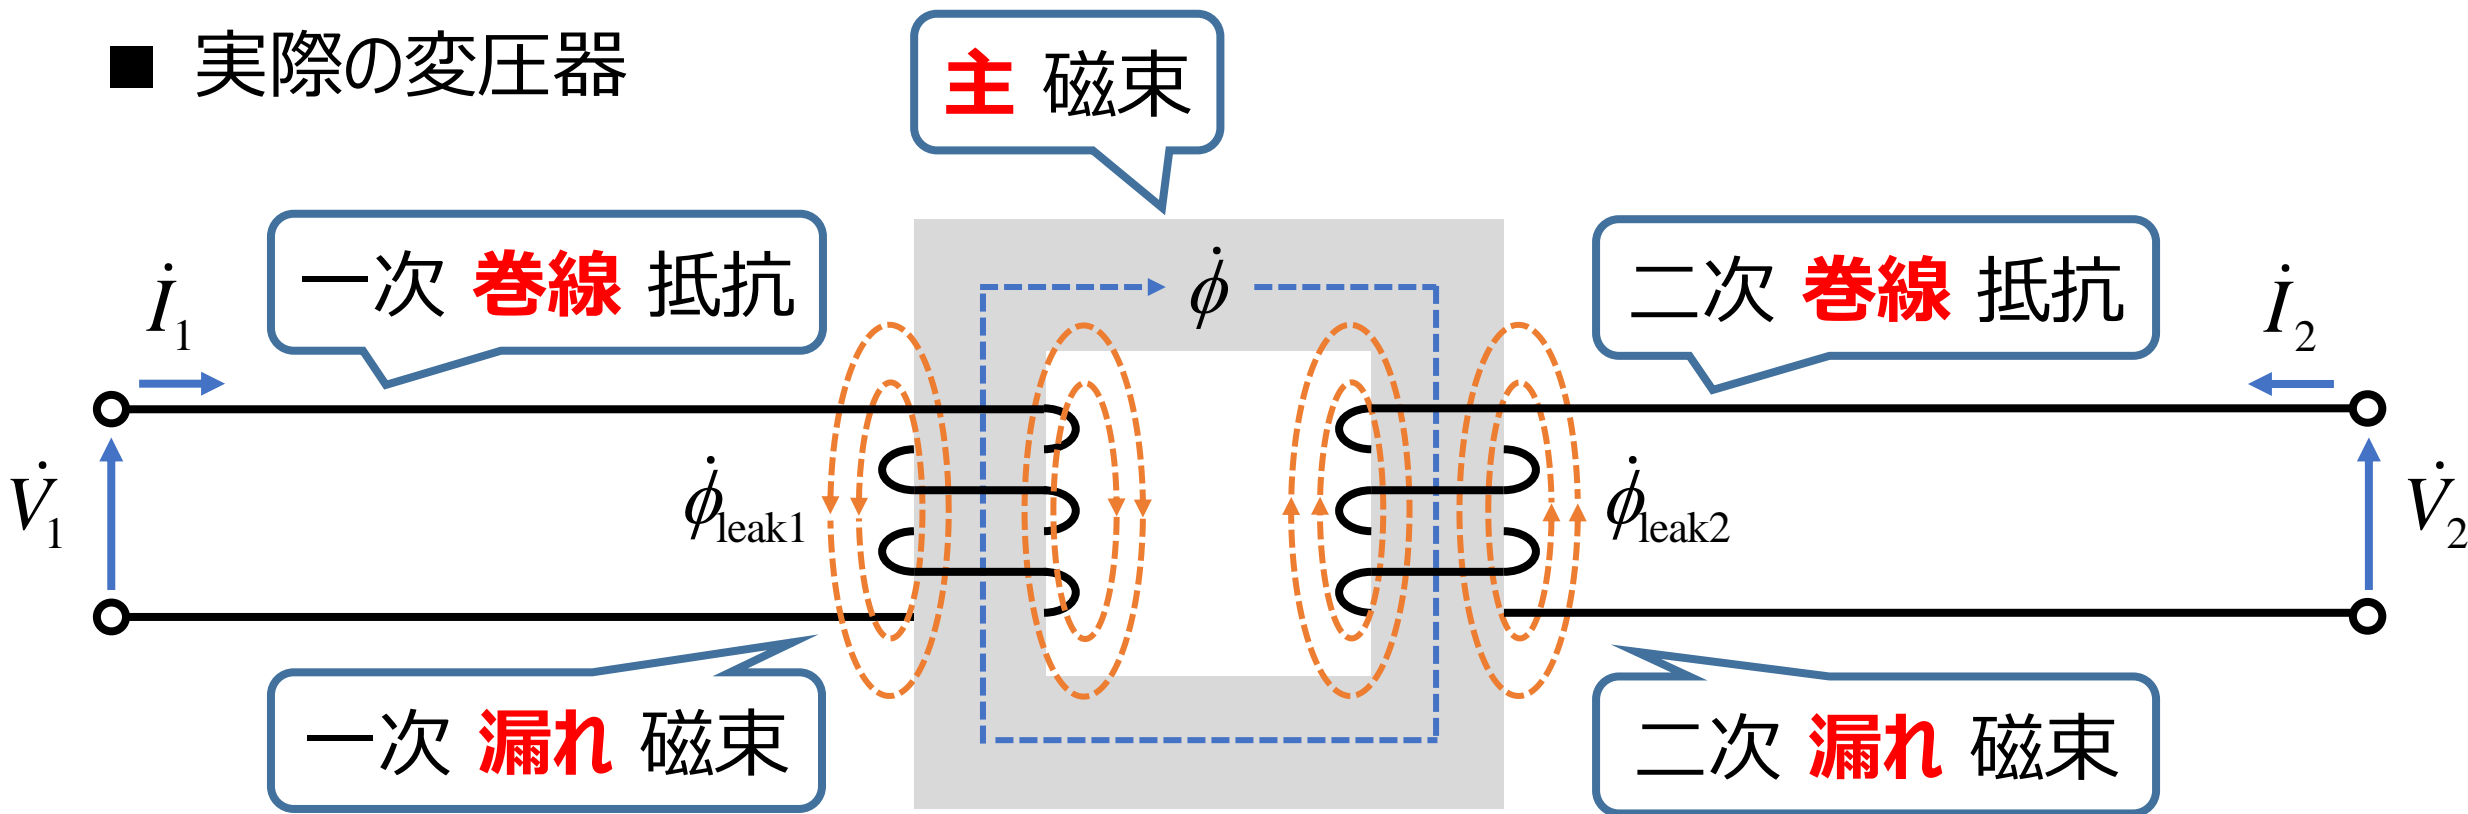 ■ 実際の変圧器
主 磁束
一次 巻線 抵抗
二次 巻線 抵抗
İ₁
ϕ̇
İ₂
V̇₁
ϕ̇leak1
ϕ̇leak2
V̇₂
一次 漏れ 磁束
二次 漏れ 磁束